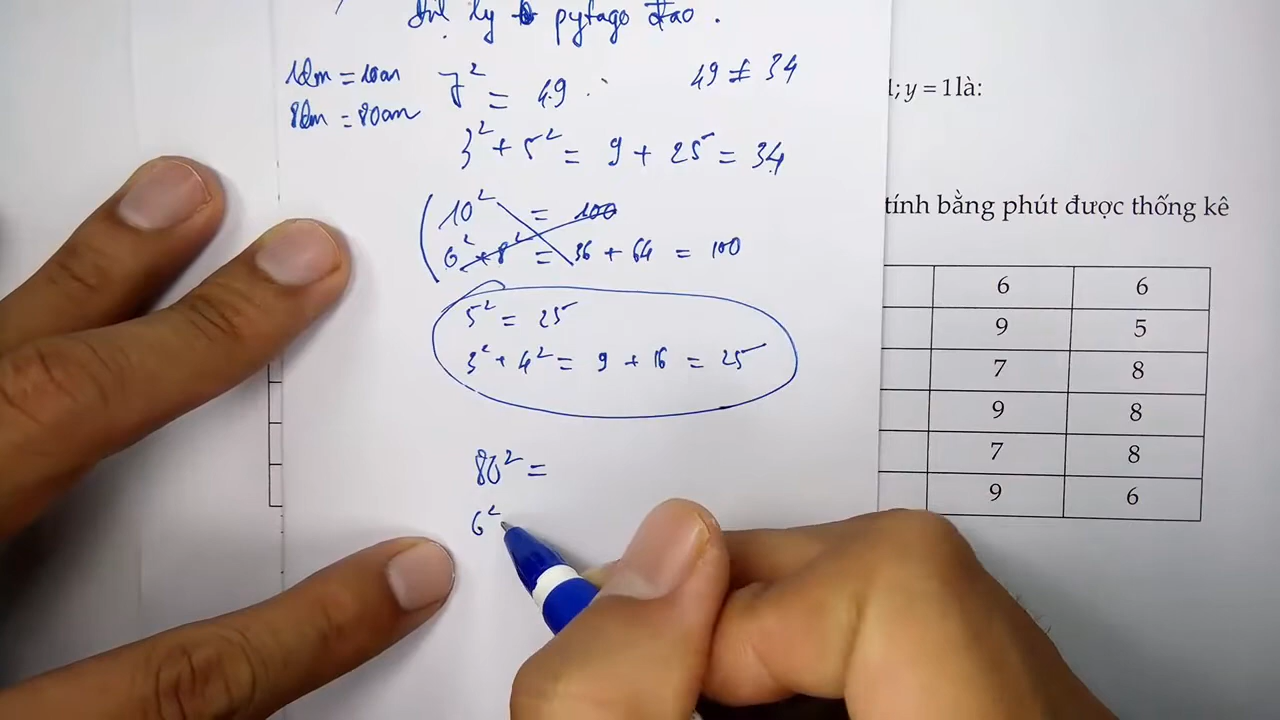 lý pytago đảo.
1dm = 10cm
8dm = 80cm
7² = 49
49 ≠ 34
3² + 5² = 9 + 25 = 34
10² = 100
6² + 8² = 36 + 64 = 100
5² = 25
3² + 4² = 9 + 16 = 25
80² =
6²
; y = 1 là:
tính bằng phút được thống kê
6 6
9 5
7 8
9 8
7 8
9 6